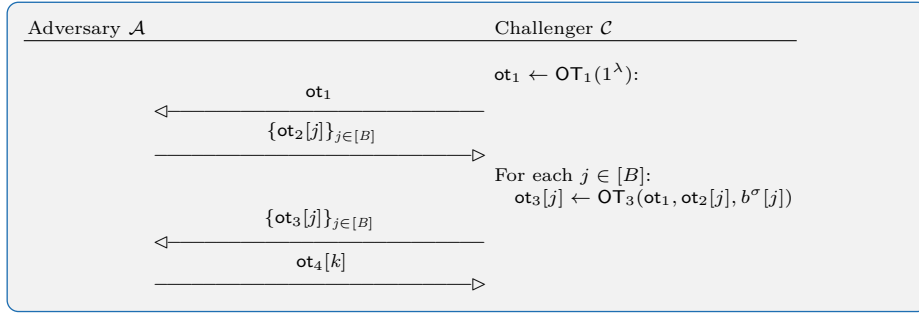 Adversary 𝒜 Challenger 𝒞
ot₁ ← OT₁(1^λ):
ot₁
{ot₂[j]}_{j∈[B]}
For each j ∈ [B]:
ot₃[j] ← OT₃(ot₁, ot₂[j], b^σ[j])
{ot₃[j]}_{j∈[B]}
ot₄[k]